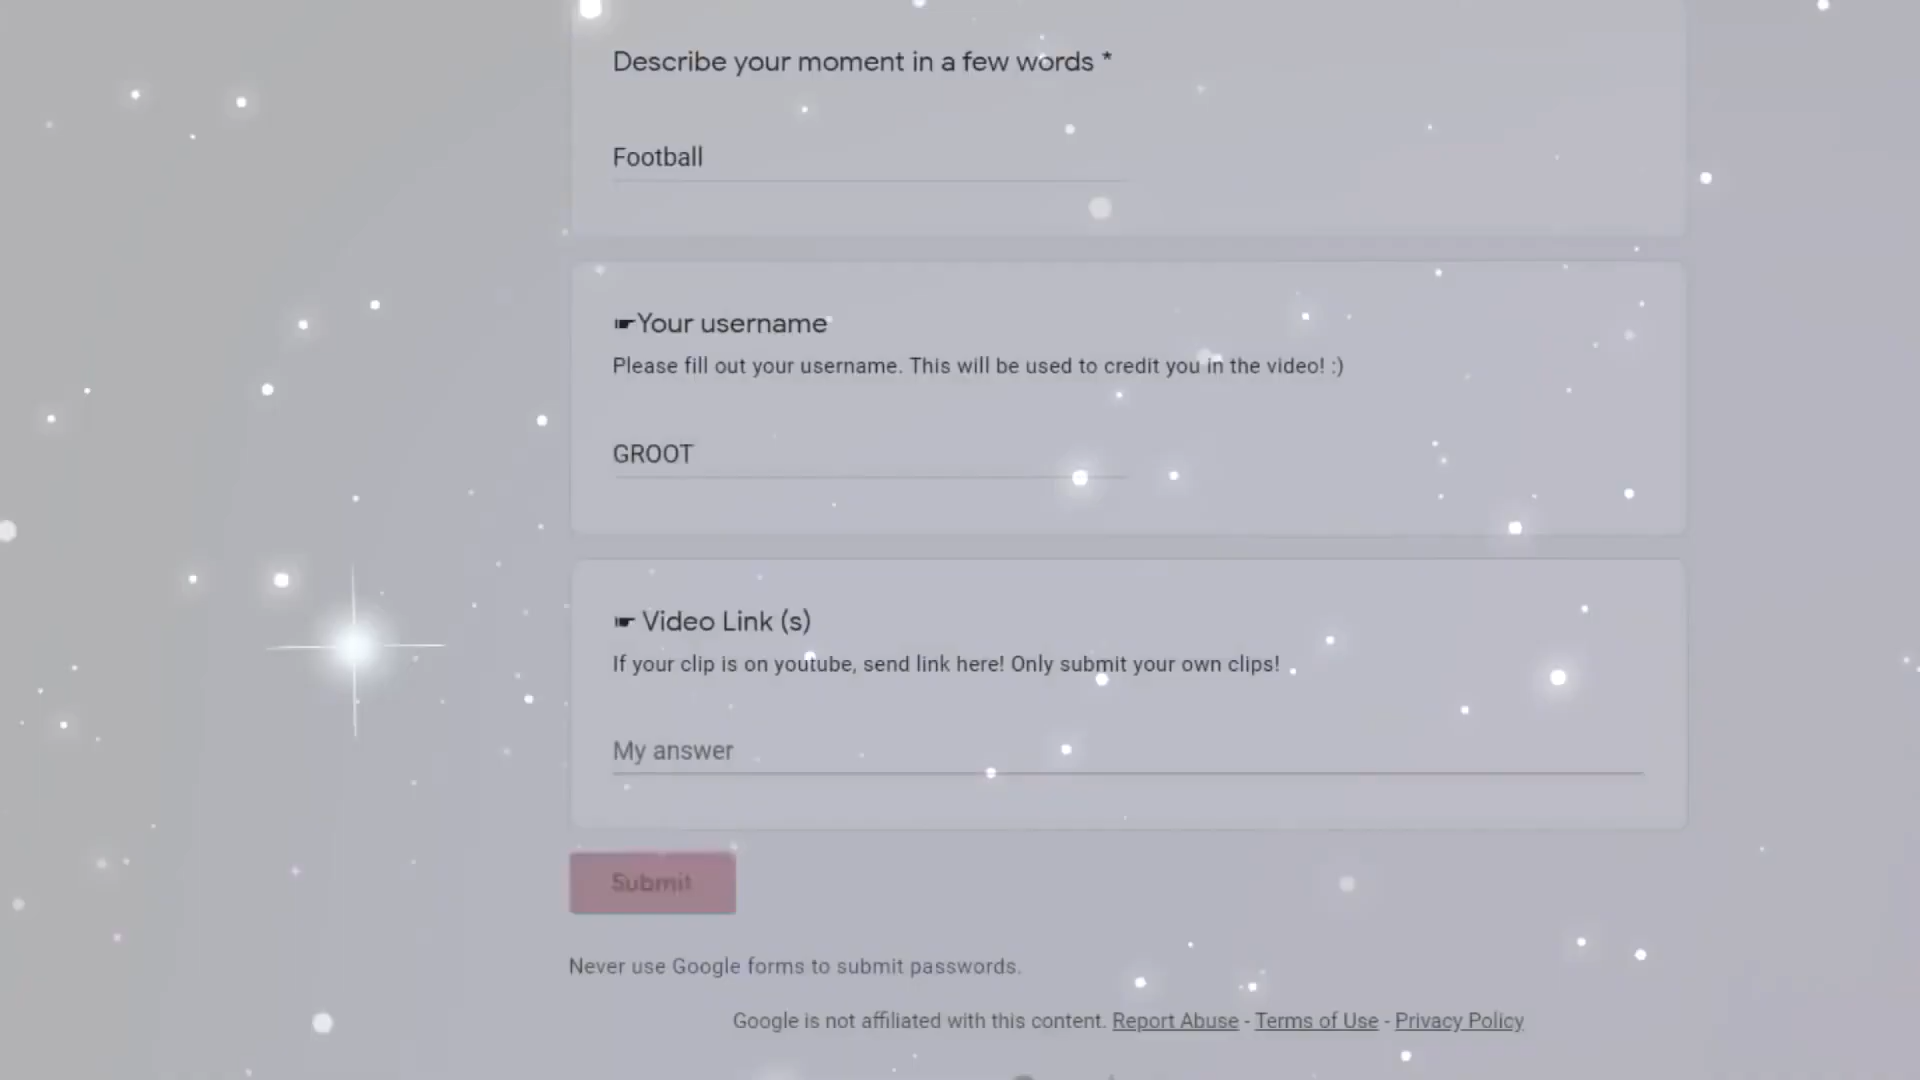 Describe your moment in a few words *
Football
☛Your username
Please fill out your username. This will be used to credit you in the video! :)
GROOT
☛ Video Link (s)
If your clip is on youtube, send link here! Only submit your own clips!
My answer
Submit
Never use Google forms to submit passwords.
Google is not affiliated with this content. Report Abuse - Terms of Use - Privacy Policy